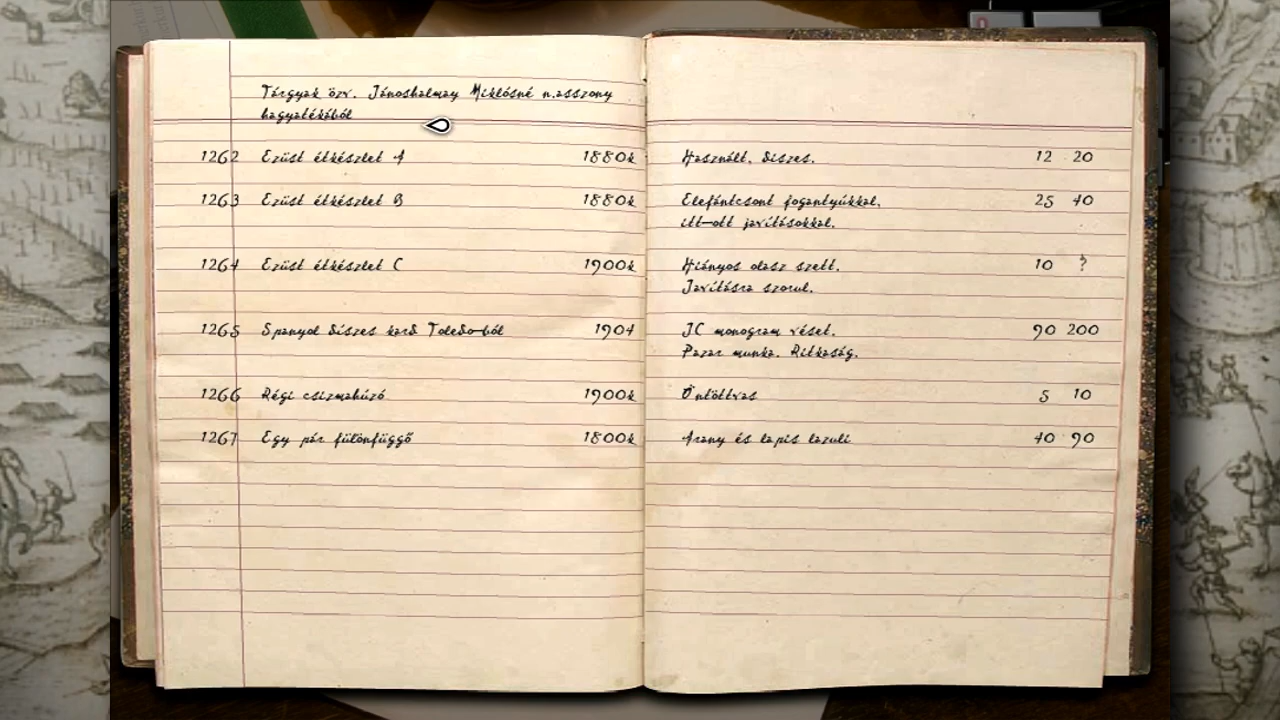 Tárgyak özv. Jánoshalmay Miklósné n.asszony
hagyatékából
1262 Ezüst étkészlet A 1880k Használt. Díszes. 12 20
1263 Ezüst étkészlet B 1880k Elefántcsont fogantyúkkal,
itt-ott javításokkal. 25 40
1264 Ezüst étkészlet C 1900k Hiányos olasz szett. 10 ?
Javításra szorul.
1265 Spanyol díszes kard Toledo-ból 1904 JC monogram véset. 90 200
Pazar munka. Ritkaság.
1266 Régi csizmahúzó 1900k Öntöttvas 5 10
1267 Egy pár fülönfüggő 1800k Arany és lapis lazuli 40 90